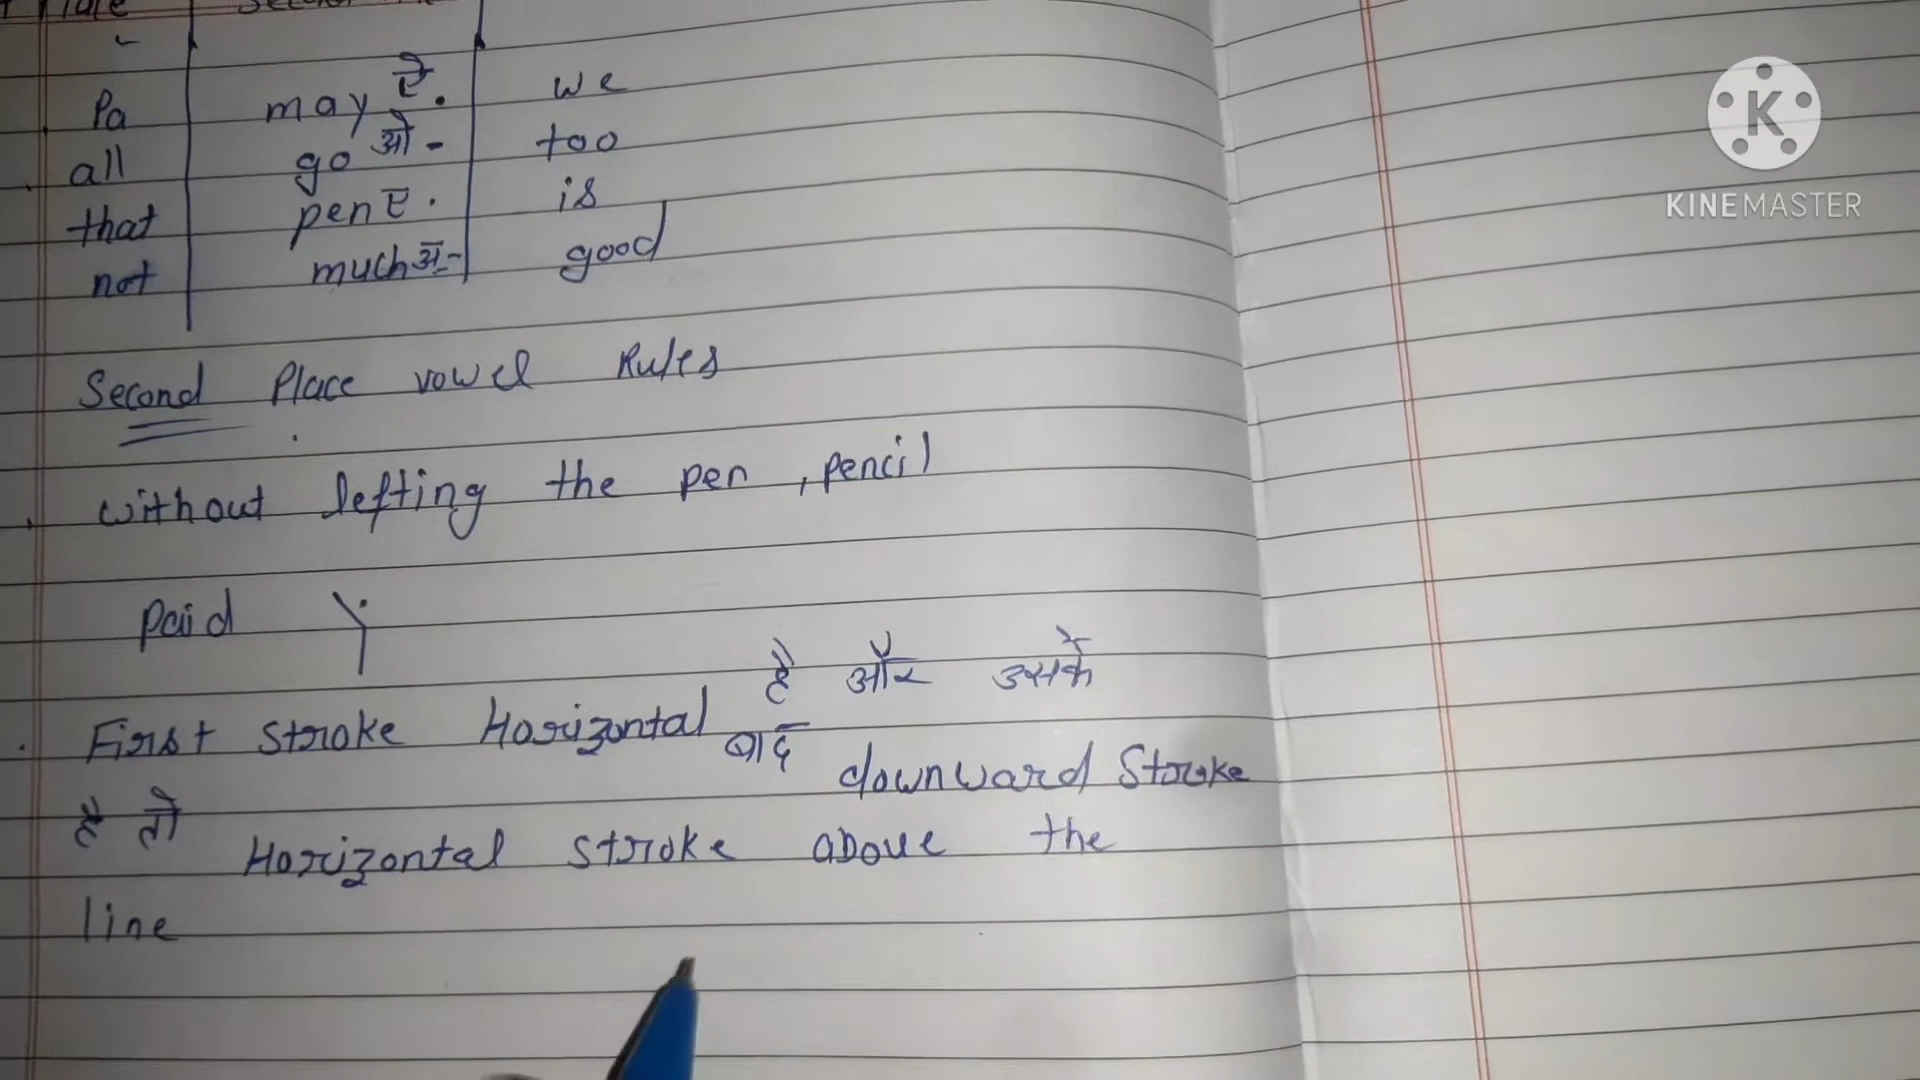 Pa may ऐ. we
all go ओ - too
that pen ए . is
not much अ - good
Second Place vowel Rules
without lefting the pen , pencil
Paid
First stroke Horizontal है और उसके
बाद downward Stroke
है तो Horizontal stroke above the
line
KINEMASTER